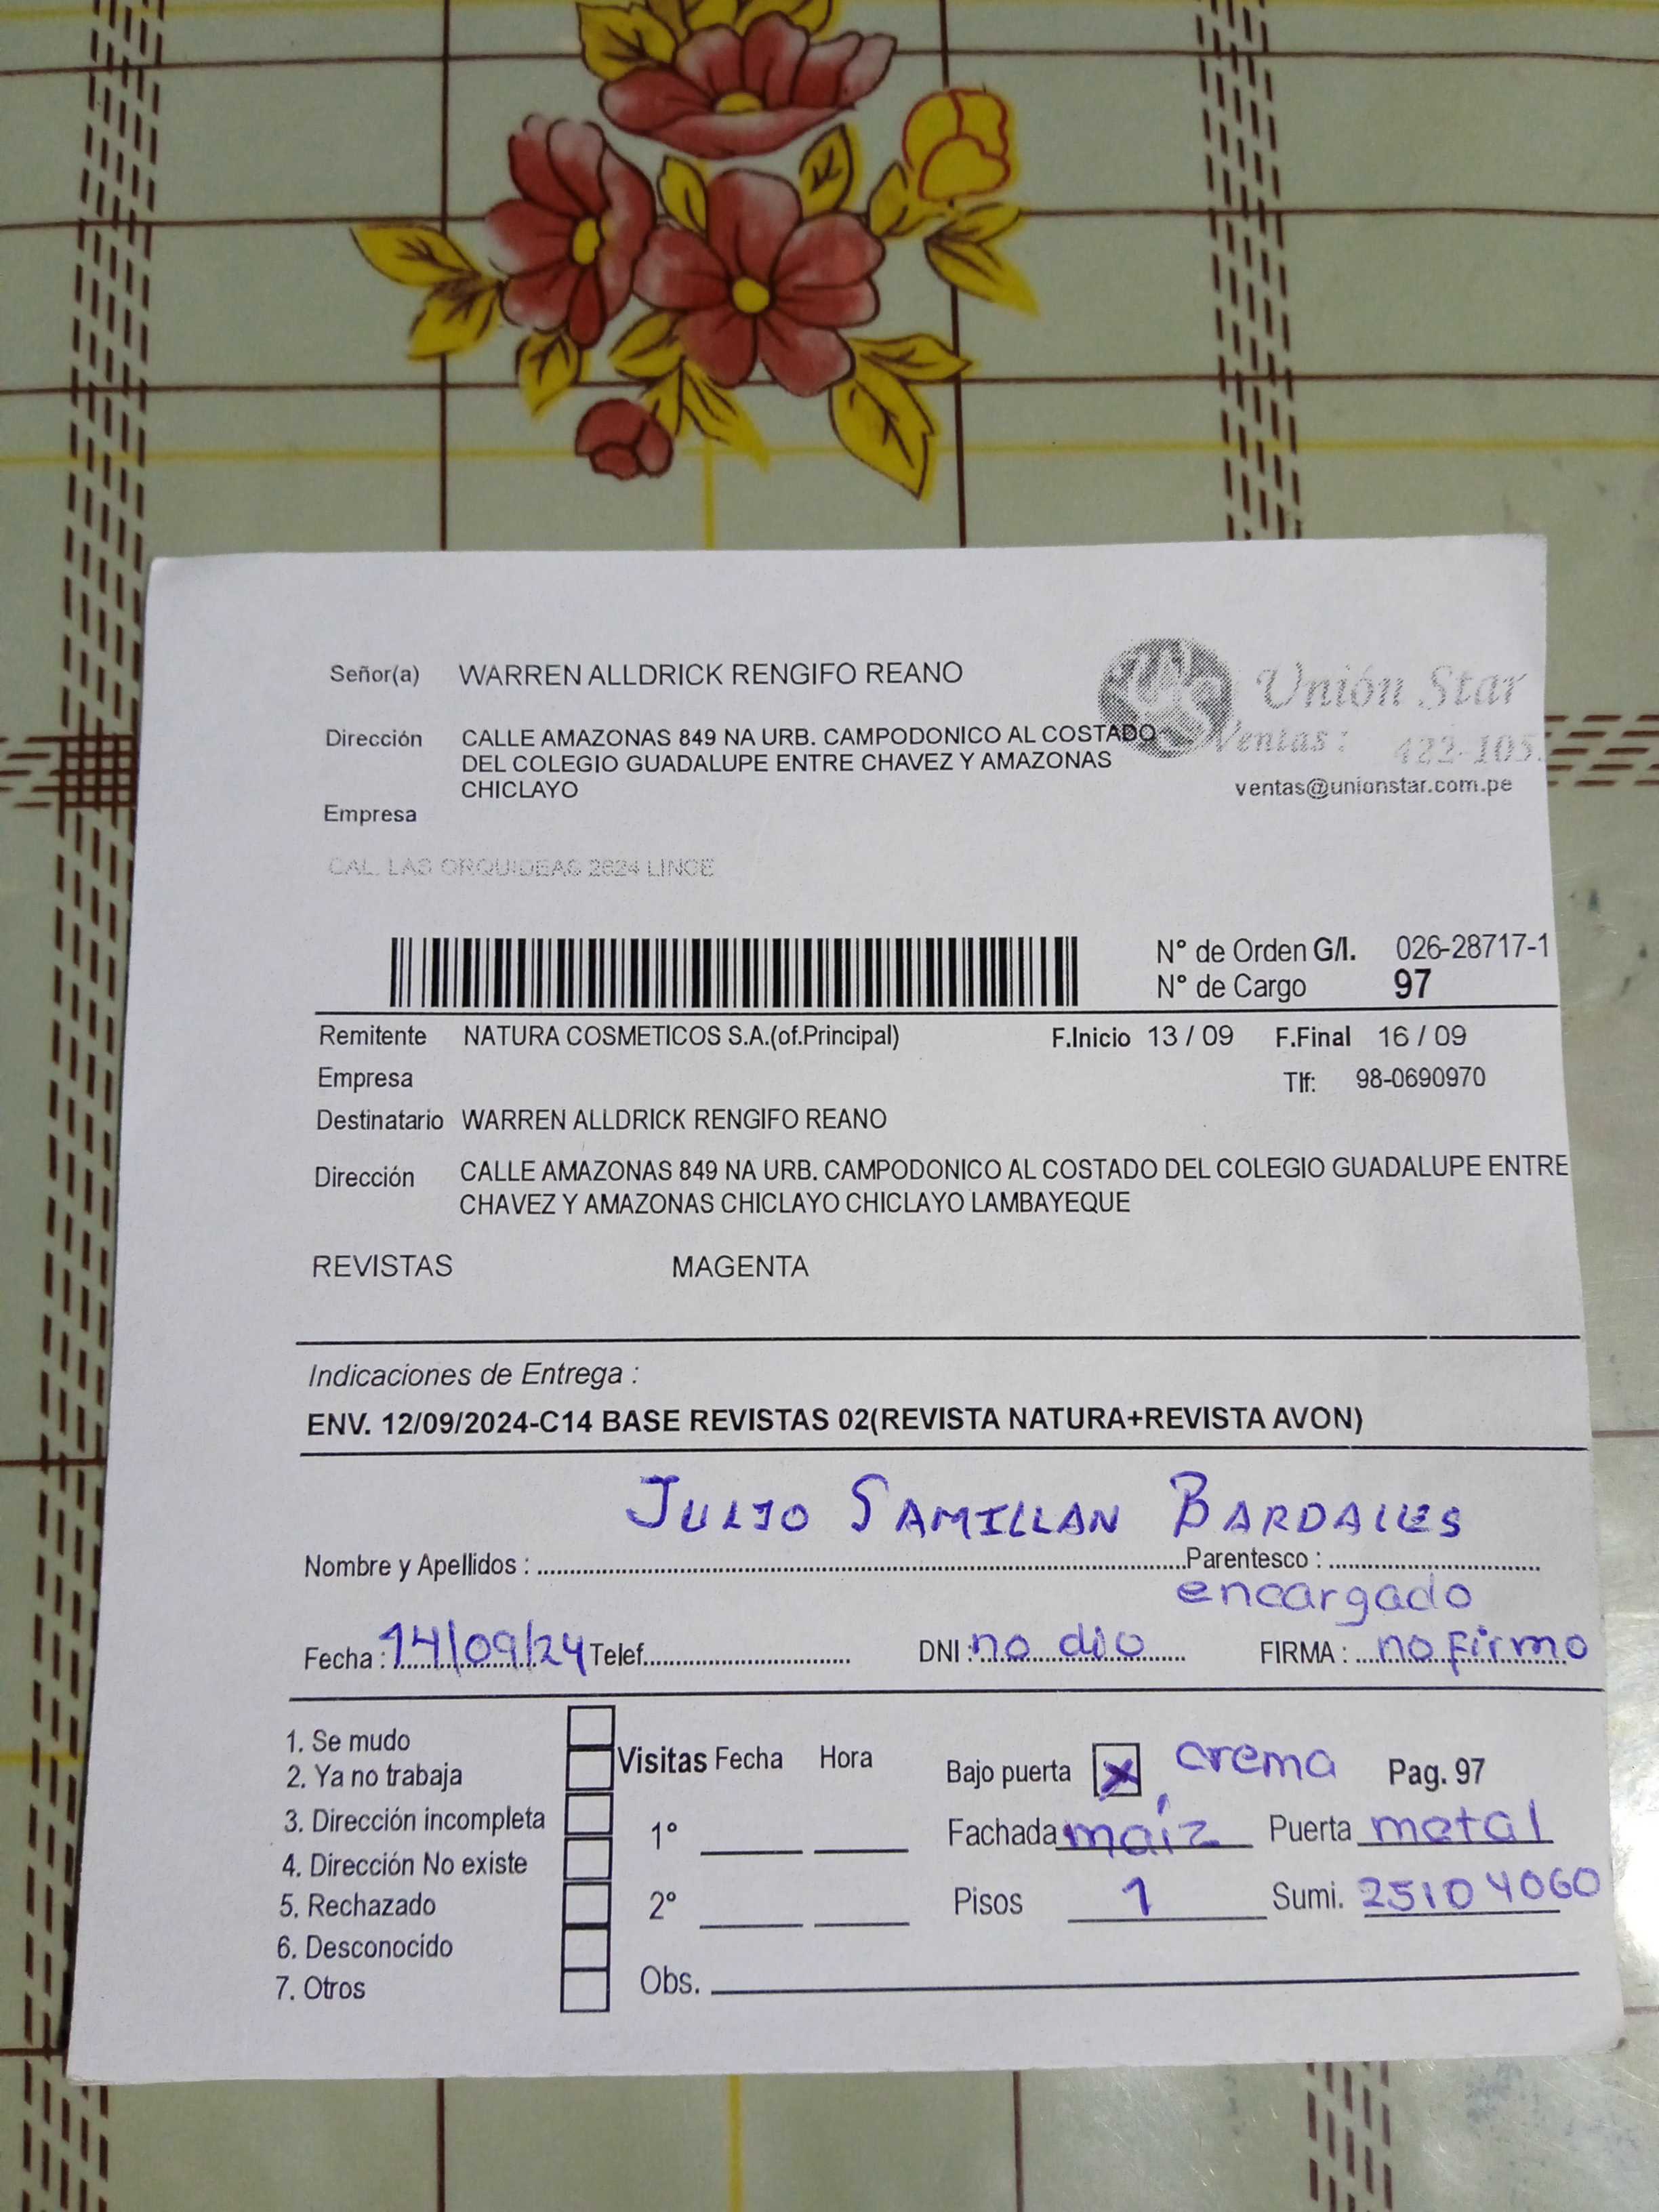 Señor(a) WARREN ALLDRICK RENGIFO REANO
US Unión Star
Dirección CALLE AMAZONAS 849 NA URB. CAMPODONICO AL COSTADO
Ventas: 422-105
DEL COLEGIO GUADALUPE ENTRE CHAVEZ Y AMAZONAS
CHICLAYO
ventas@unionstar.com.pe
Empresa
CAL. LAS ORQUIDEAS 2624 LINCE
N° de Orden G/I. 026-28717-1
N° de Cargo 97
Remitente NATURA COSMETICOS S.A.(of.Principal) F.Inicio 13 / 09 F.Final 16 / 09
Empresa Tlf: 98-0690970
Destinatario WARREN ALLDRICK RENGIFO REANO
Dirección CALLE AMAZONAS 849 NA URB. CAMPODONICO AL COSTADO DEL COLEGIO GUADALUPE ENTRE
CHAVEZ Y AMAZONAS CHICLAYO CHICLAYO LAMBAYEQUE
REVISTAS MAGENTA
Indicaciones de Entrega :
ENV. 12/09/2024-C14 BASE REVISTAS 02(REVISTA NATURA+REVISTA AVON)
JULIO SAMILLAN BARDALES
Nombre y Apellidos : Parentesco :
encargado
Fecha : 14/09/24 Telef. DNI : no dio FIRMA : no firmo
1. Se mudo
2. Ya no trabaja
3. Dirección incompleta
4. Dirección No existe
5. Rechazado
6. Desconocido
7. Otros
Visitas Fecha Hora
1°
2°
Obs.
Bajo puerta X crema Pag. 97
Fachada maíz Puerta metal
Pisos 1 Sumi. 25104060